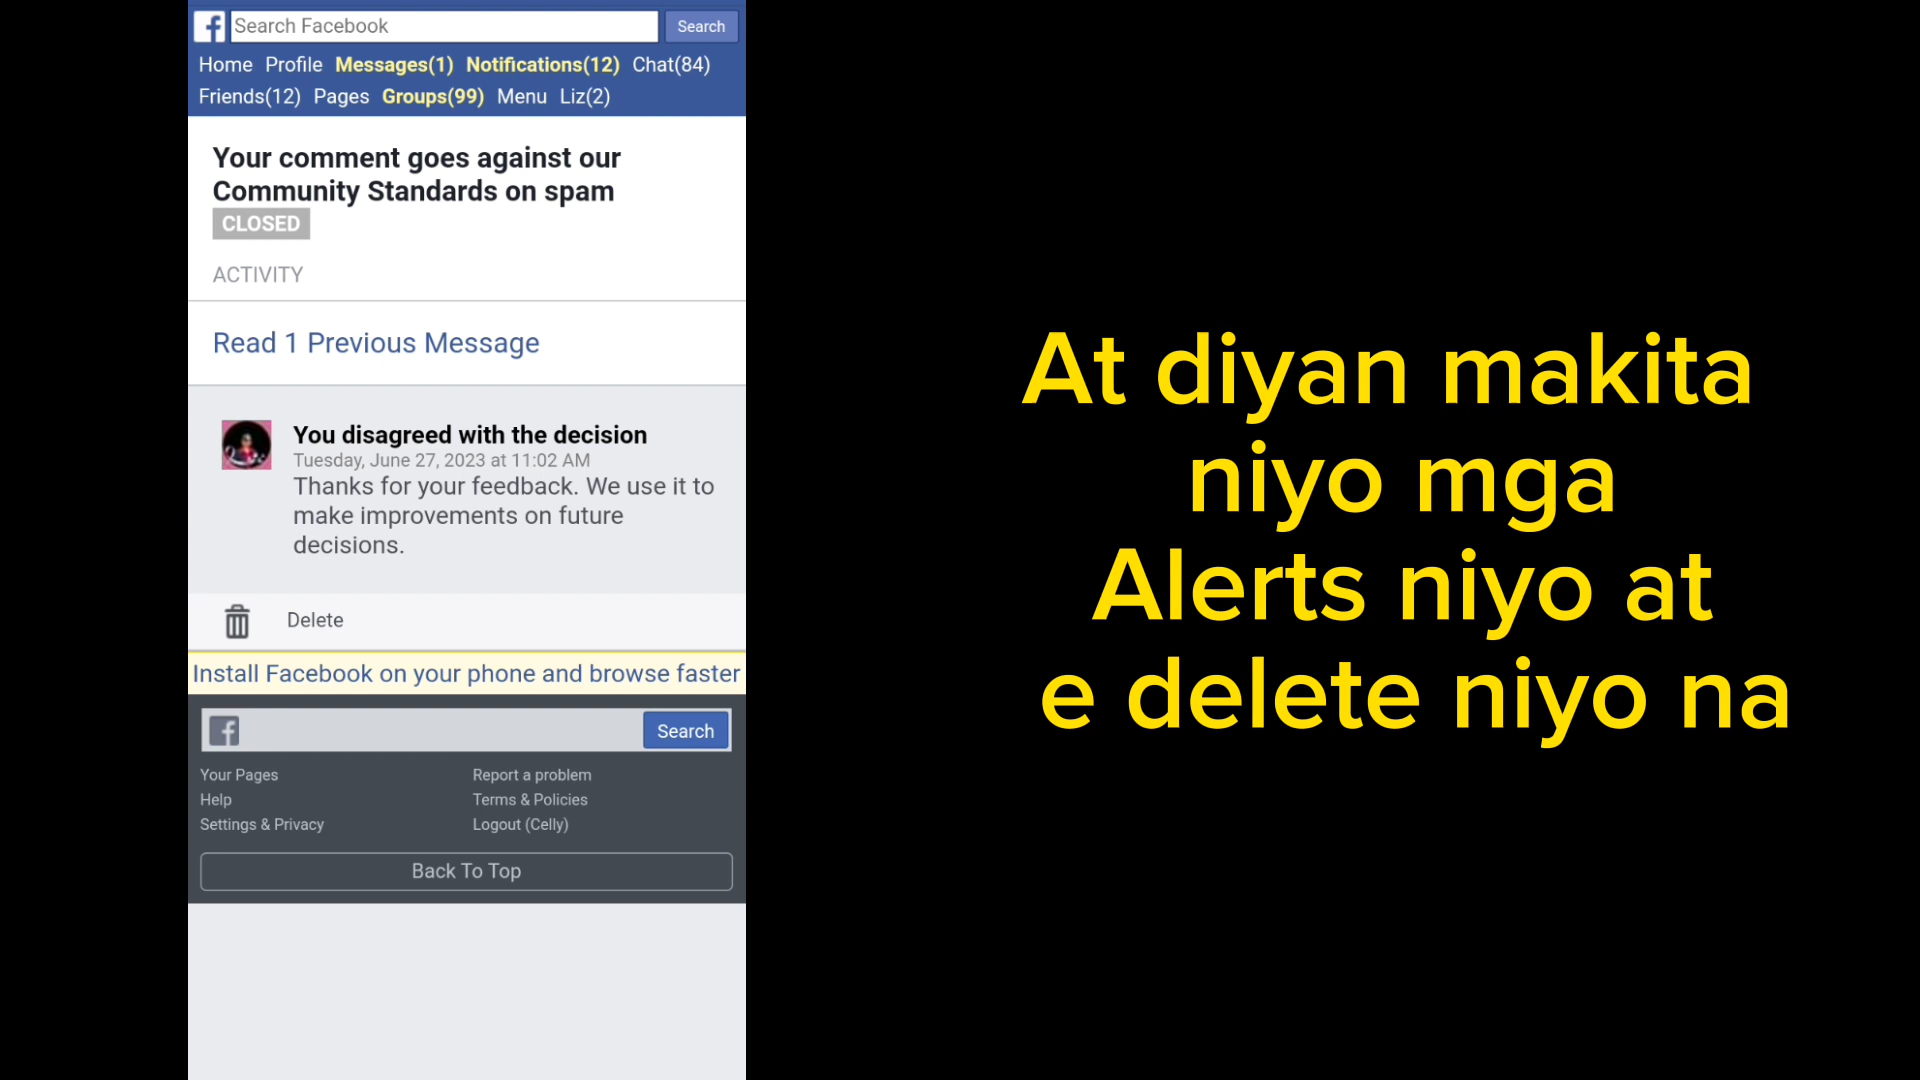 Search Facebook
Search
Home Profile Messages(1) Notifications(12) Chat(84)
Friends(12) Pages Groups(99) Menu Liz(2)
Your comment goes against our
Community Standards on spam
CLOSED
ACTIVITY
Read 1 Previous Message
You disagreed with the decision
Tuesday, June 27, 2023 at 11:02 AM
Thanks for your feedback. We use it to
make improvements on future
decisions.
Delete
Install Facebook on your phone and browse faster
Search
Your Pages
Report a problem
Help
Terms & Policies
Settings & Privacy
Logout (Celly)
Back To Top
At diyan makita
niyo mga
Alerts niyo at
e delete niyo na